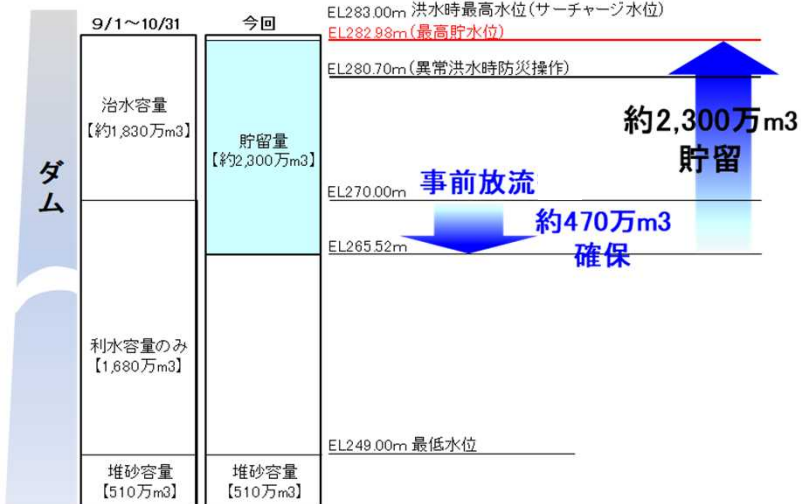 EL283.00m 洪水時最高水位(サーチャージ水位)
9/1～10/31
今回
EL282.98m(最高貯水位)
EL280.70m(異常洪水時防災操作)
治水容量
【約1,830万m3】
貯留量
【約2,300万m3】
約2,300万m3
貯留
ダム
事前放流
EL270.00m
約470万m3
確保
EL265.52m
利水容量のみ
【1,680万m3】
EL249.00m 最低水位
堆砂容量
【510万m3】
堆砂容量
【510万m3】